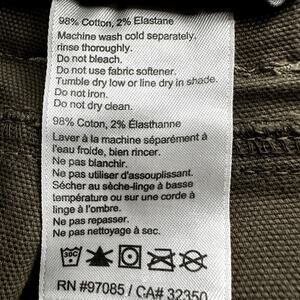 98% Cotton, 2% Elastane
Machine wash cold separately,
rinse thoroughly.
Do not bleach.
Do not use fabric softener.
Tumble dry low or line dry in shade.
Do not iron.
Do not dry clean.
98% Cotton, 2% Élasthanne
Laver à la machine séparément à
l'eau froide, bien rincer.
Ne pas blanchir.
Ne pas utiliser d'assouplissant.
Sécher au sèche-linge à basse
température ou sur une corde à
linge à l'ombre.
Ne pas repasser.
Ne pas nettoyage à sec.
30C
RN #97085 / CA# 32350